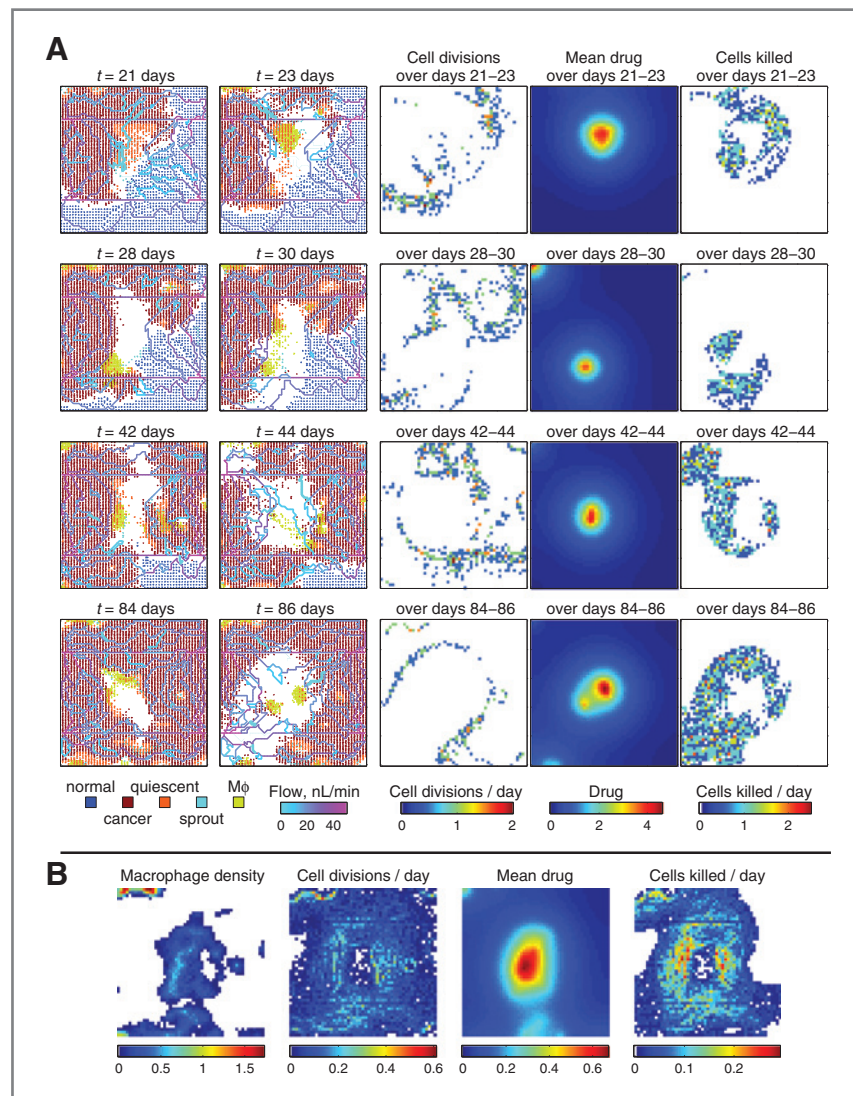 A
Cell divisions
over days 21–23
Mean drug
over days 21–23
Cells killed
over days 21–23
t = 21 days
t = 23 days
t = 28 days
t = 30 days
over days 28–30
over days 28–30
over days 28–30
t = 42 days
t = 44 days
over days 42–44
over days 42–44
over days 42–44
t = 84 days
t = 86 days
over days 84–86
over days 84–86
over days 84–86
normal quiescent Mϕ
cancer sprout
Flow, nL/min
0 20 40
Cell divisions / day
0 1 2
Drug
0 2 4
Cells killed / day
0 1 2
B
Macrophage density
Cell divisions / day
Mean drug
Cells killed / day
0 0.5 1 1.5
0 0.2 0.4 0.6
0 0.2 0.4 0.6
0 0.1 0.2